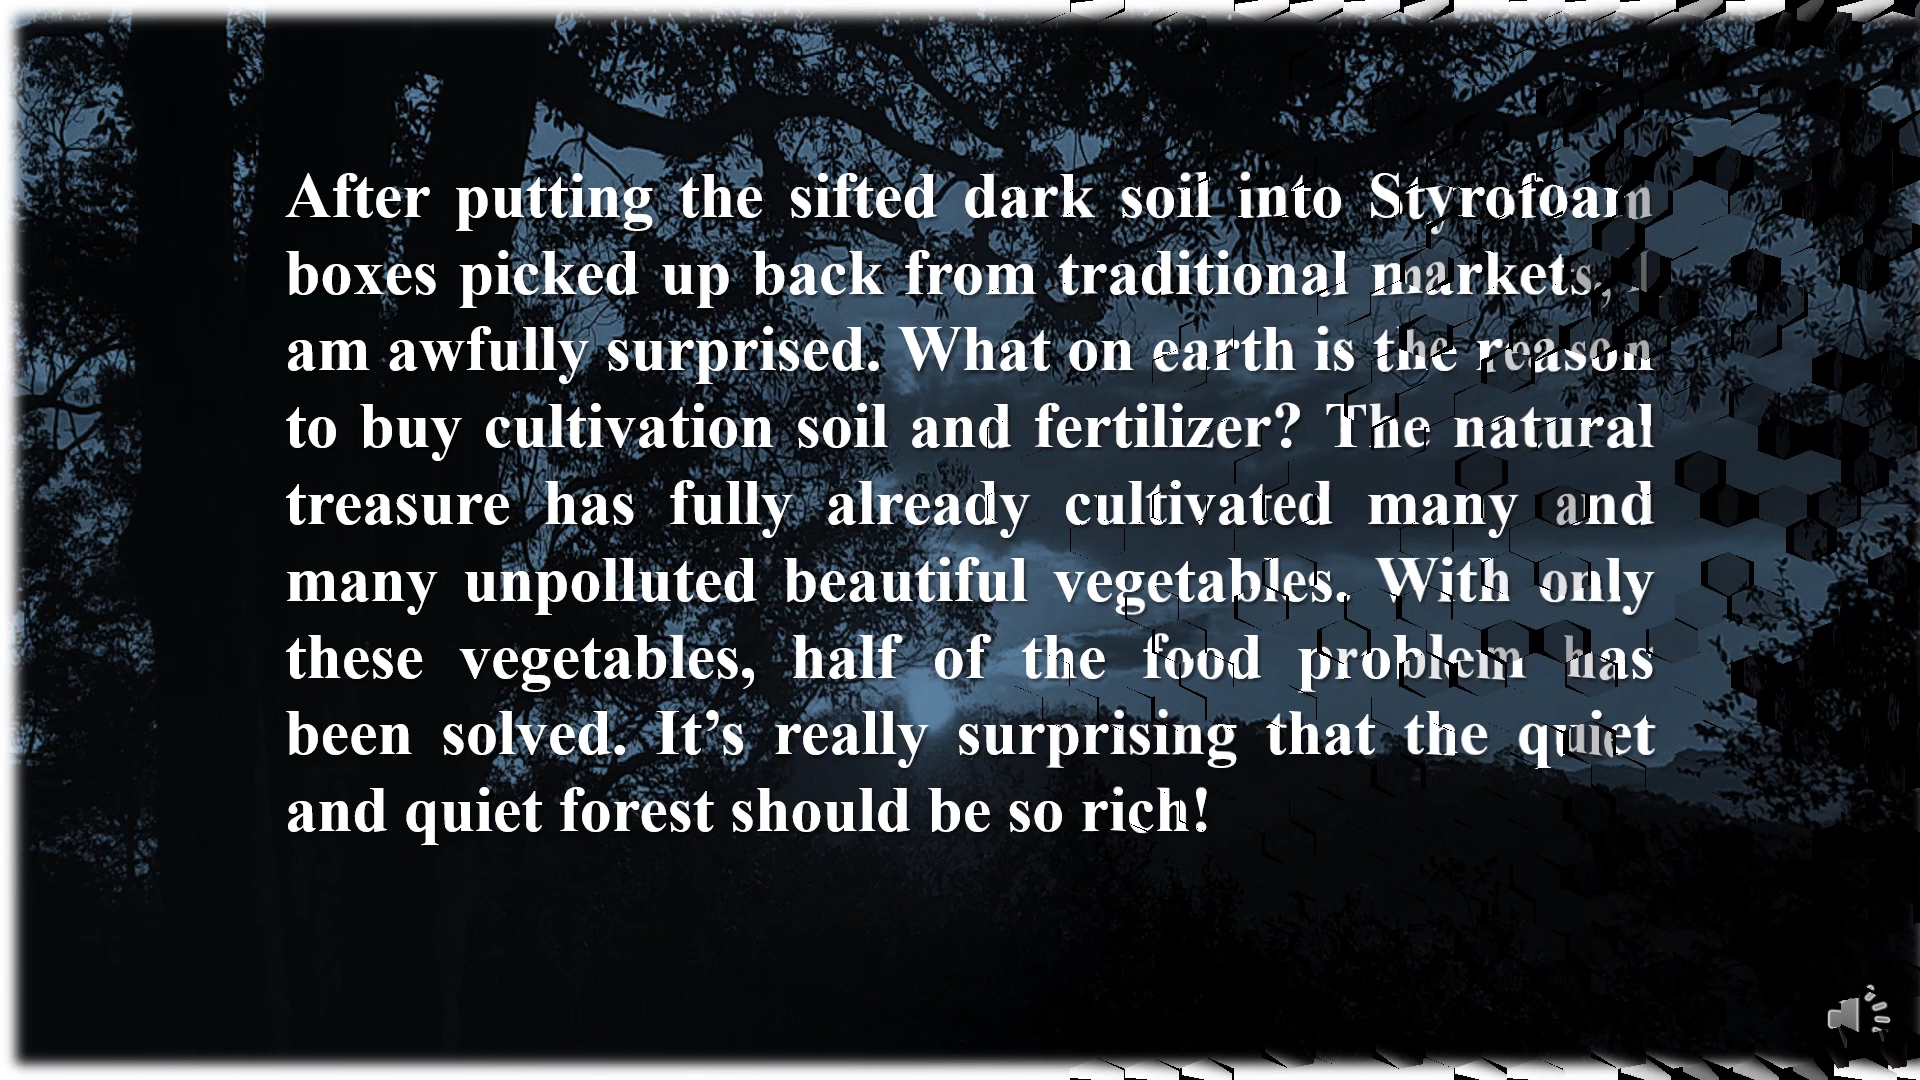 After putting the sifted dark soil into Styrofoam
boxes picked up back from traditional markets, I
am awfully surprised. What on earth is the reason
to buy cultivation soil and fertilizer? The natural
treasure has fully already cultivated many and
many unpolluted beautiful vegetables. With only
these vegetables, half of the food problem has
been solved. It’s really surprising that the quiet
and quiet forest should be so rich!